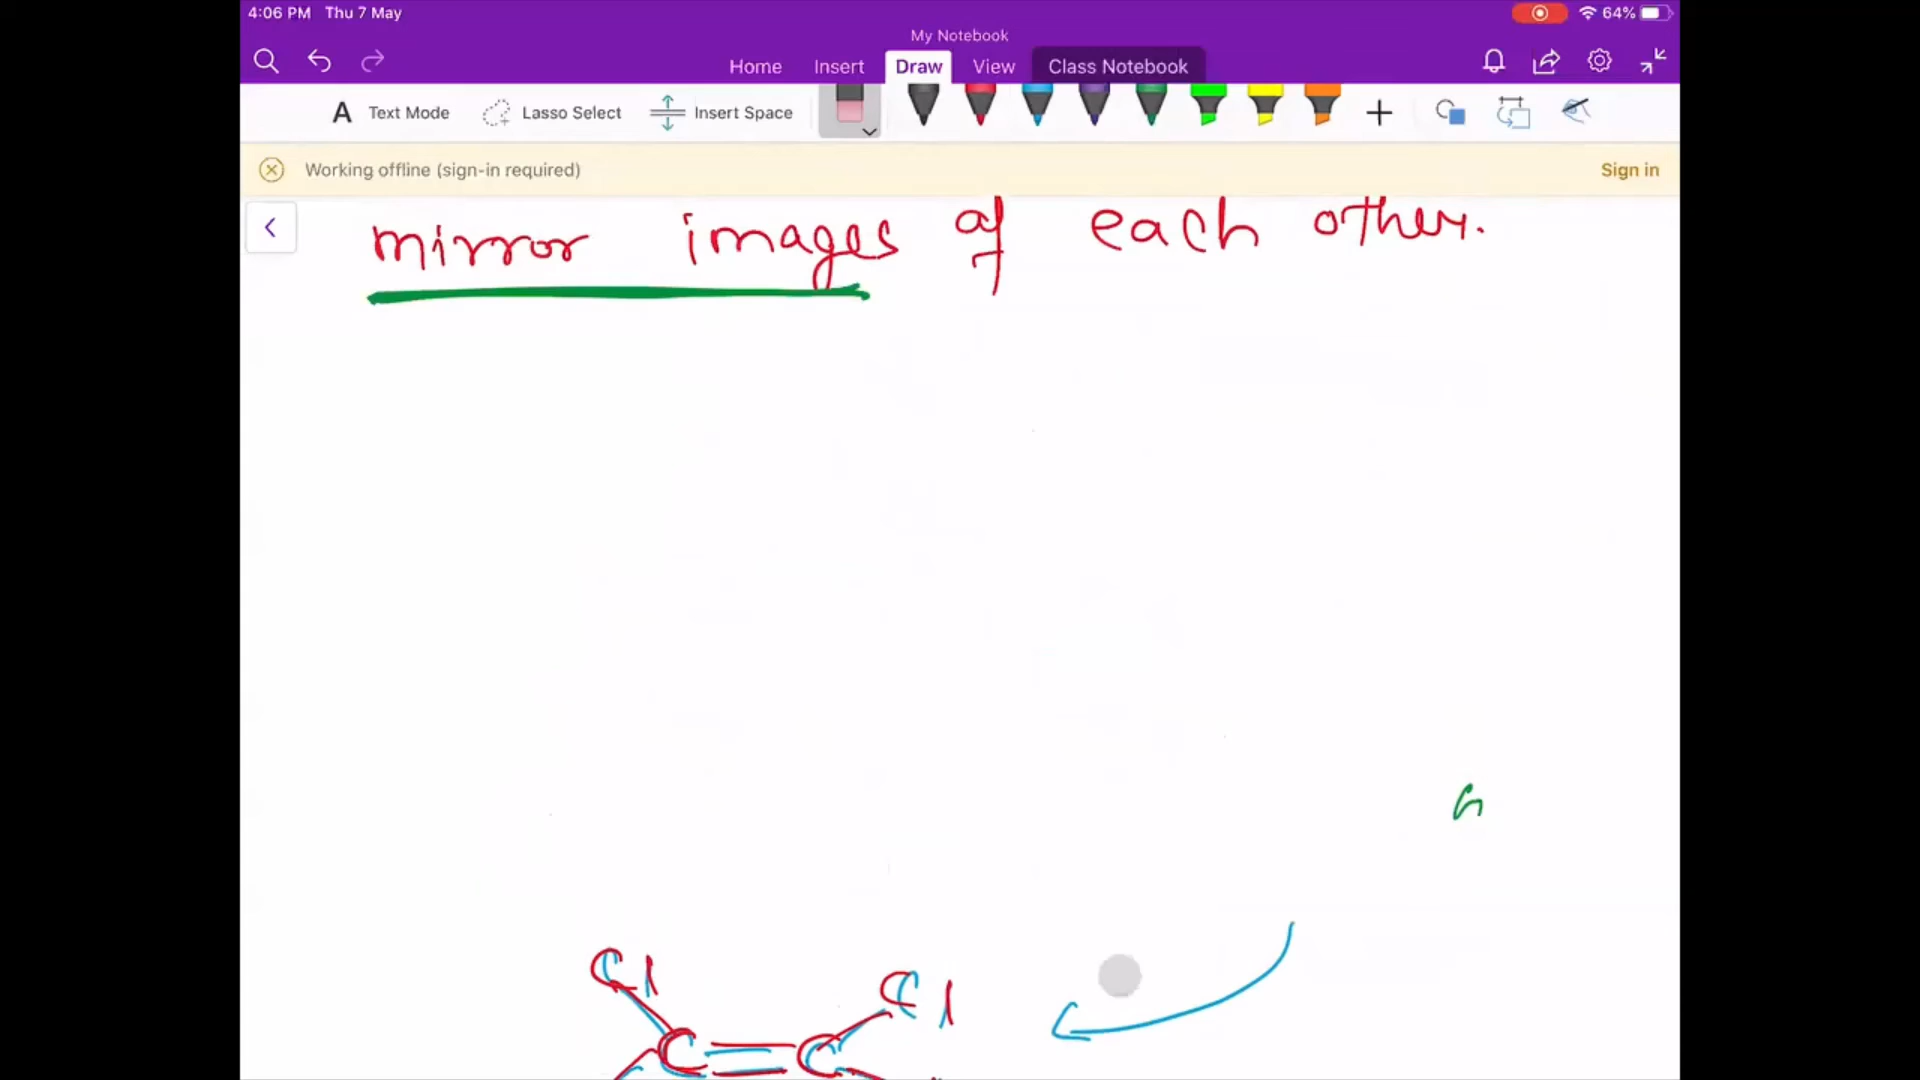 4:06 PM Thu 7 May 64%
My Notebook
Home Insert Draw View Class Notebook
A Text Mode Lasso Select Insert Space
Working offline (sign-in required) Sign in
mirror images of each other.
Cl Cl
C = C